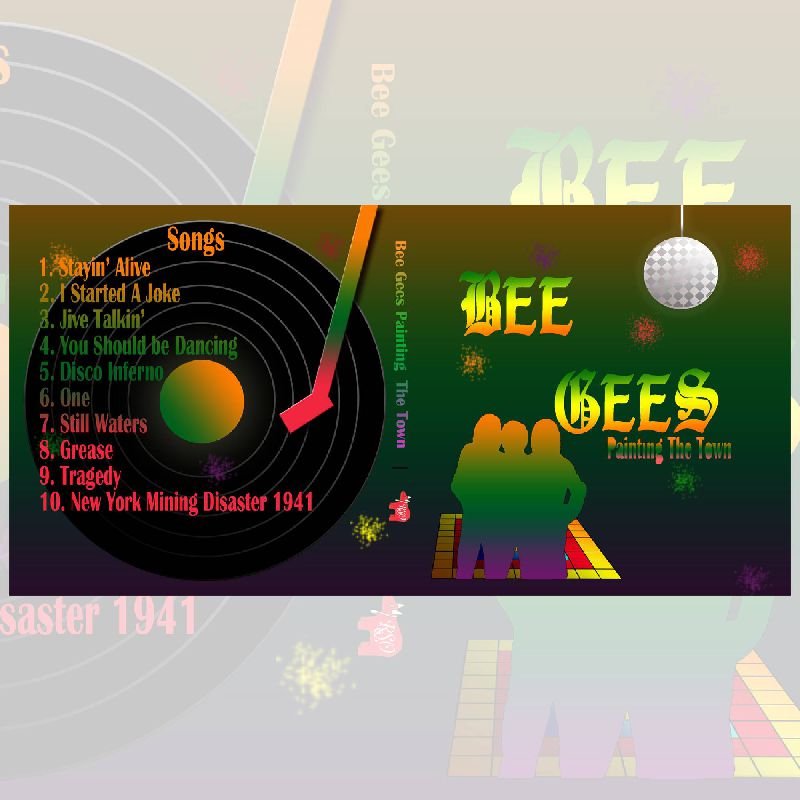 Songs
1. Stayin' Alive
2. I Started A Joke
3. Jive Talkin'
4. You Should be Dancing
5. Disco Inferno
6. One
7. Still Waters
8. Grease
9. Tragedy
10. New York Mining Disaster 1941
Bee Gees Painting The Town
RSO
BEE
GEES
Painting The Town
Bee Gees
BEE
saster 1941
RSO